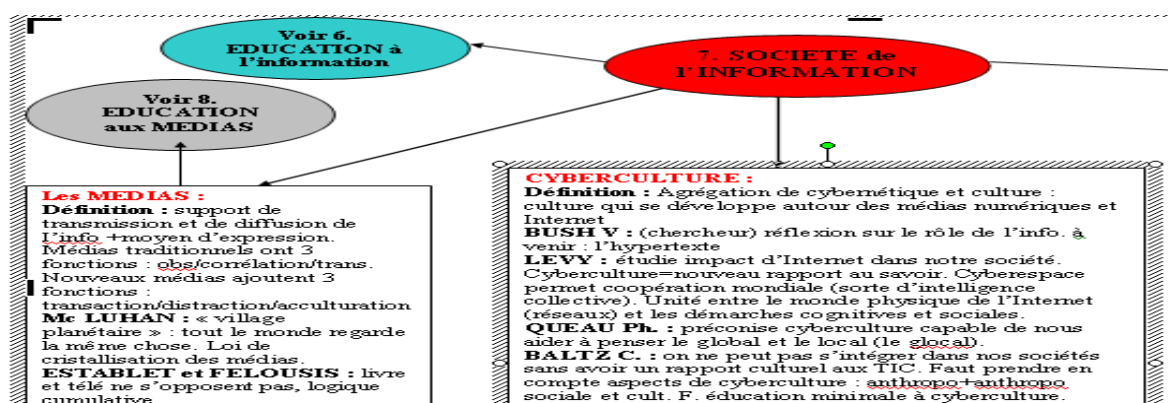 Voir 6.
EDUCATION à
l'information
7. SOCIETE de
l'INFORMATION
Voir 8.
EDUCATION
aux MEDIAS
Les MEDIAS :
Définition : support de
transmission et de diffusion de
l'info +moyen d'expression.
Médias traditionnels ont 3
fonctions : obs/corrélation/trans.
Nouveaux médias ajoutent 3
fonctions :
transaction/distraction/acculturation
Mc LUHAN : « village
planétaire » : tout le monde regarde
la même chose. Loi de
cristallisation des médias.
ESTABLET et FELOUSIS : livre
et télé ne s'opposent pas, logique
cumulative
CYBERCULTURE :
Définition : Agrégation de cybernétique et culture :
culture qui se développe autour des médias numériques et
Internet
BUSH V : (chercheur) réflexion sur le rôle de l'info. à
venir : l'hypertexte
LEVY : étudie impact d'Internet dans notre société.
Cyberculture=nouveau rapport au savoir. Cyberespace
permet coopération mondiale (sorte d'intelligence
collective). Unité entre le monde physique de l'Internet
(réseaux) et les démarches cognitives et sociales.
QUEAU Ph. : préconise cyberculture capable de nous
aider à penser le global et le local (le glocal).
BALTZ C. : on ne peut pas s'intégrer dans nos sociétés
sans avoir un rapport culturel aux TIC. Faut prendre en
compte aspects de cyberculture : anthropo+anthropo
sociale et cult. F. éducation minimale à cyberculture.